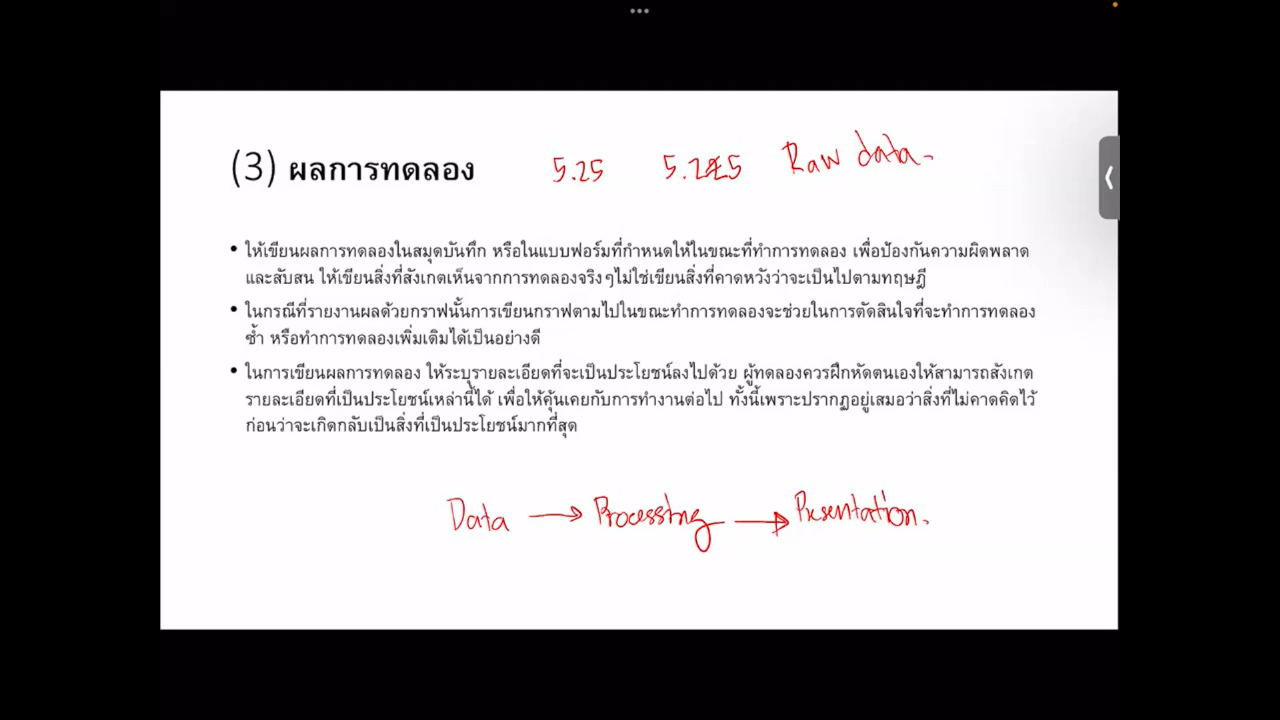 (3) ผลการทดลอง 5.25 5.245 Raw data.
• ให้เขียนผลการทดลองในสมุดบันทึก หรือในแบบฟอร์มที่กำหนดให้ในขณะที่ทำการทดลอง เพื่อป้องกันความผิดพลาด
และสับสน ให้เขียนสิ่งที่สังเกตเห็นจากการทดลองจริงๆไม่ใช่เขียนสิ่งที่คาดหวังว่าจะเป็นไปตามทฤษฎี
• ในกรณีที่รายงานผลด้วยกราฟนั้นการเขียนกราฟตามไปในขณะทำการทดลองจะช่วยในการตัดสินใจที่จะทำการทดลอง
ซ้ำ หรือทำการทดลองเพิ่มเติมได้เป็นอย่างดี
• ในการเขียนผลการทดลอง ให้ระบุรายละเอียดที่จะเป็นประโยชน์ลงไปด้วย ผู้ทดลองควรฝึกหัดตนเองให้สามารถสังเกต
รายละเอียดที่เป็นประโยชน์เหล่านี้ได้ เพื่อให้คุ้นเคยกับการทำงานต่อไป ทั้งนี้เพราะปรากฏอยู่เสมอว่าสิ่งที่ไม่คาดคิดไว้
ก่อนว่าจะเกิดกลับเป็นสิ่งที่เป็นประโยชน์มากที่สุด
Data → Processing → Presentation.